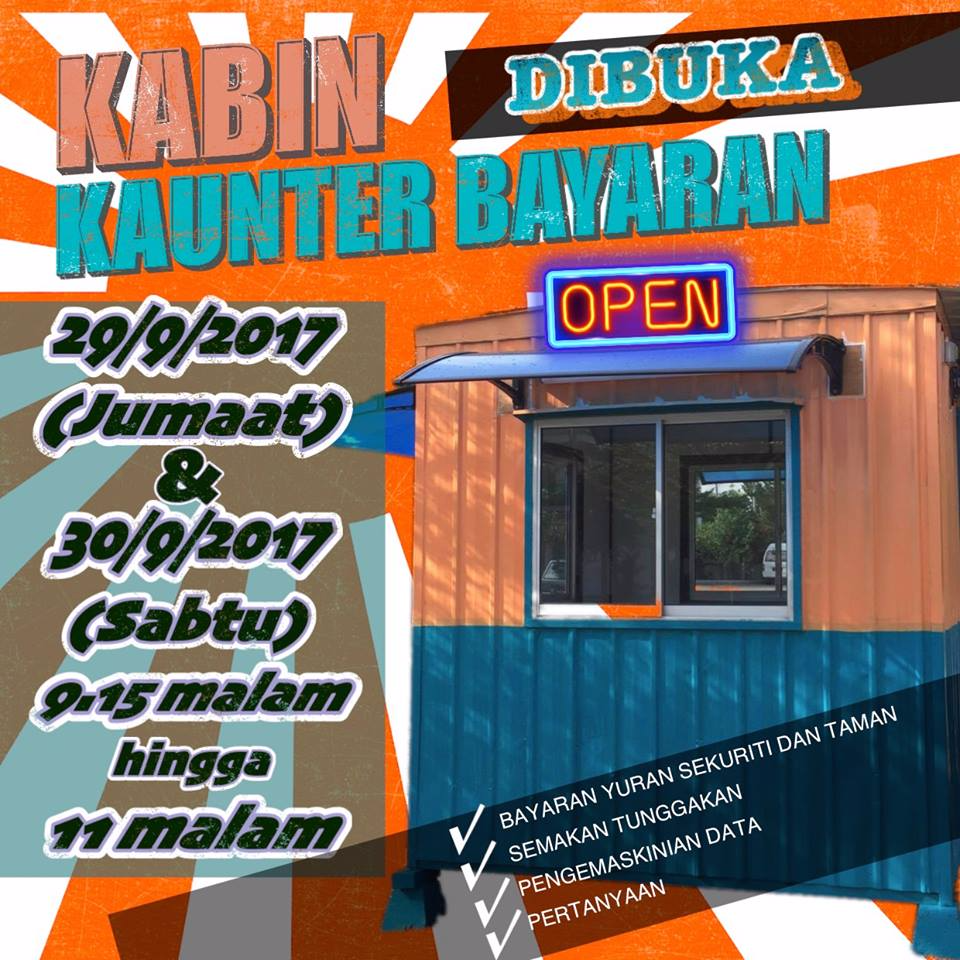 KABIN
DIBUKA
KAUNTER BAYARAN
OPEN
29/9/2017
(Jumaat)
&
30/9/2017
(Sabtu)
9.15 malam
hingga
11 malam
BAYARAN YURAN SEKURITI DAN TAMAN
SEMAKAN TUNGGAKAN
PENGEMASKINIAN DATA
PERTANYAAN